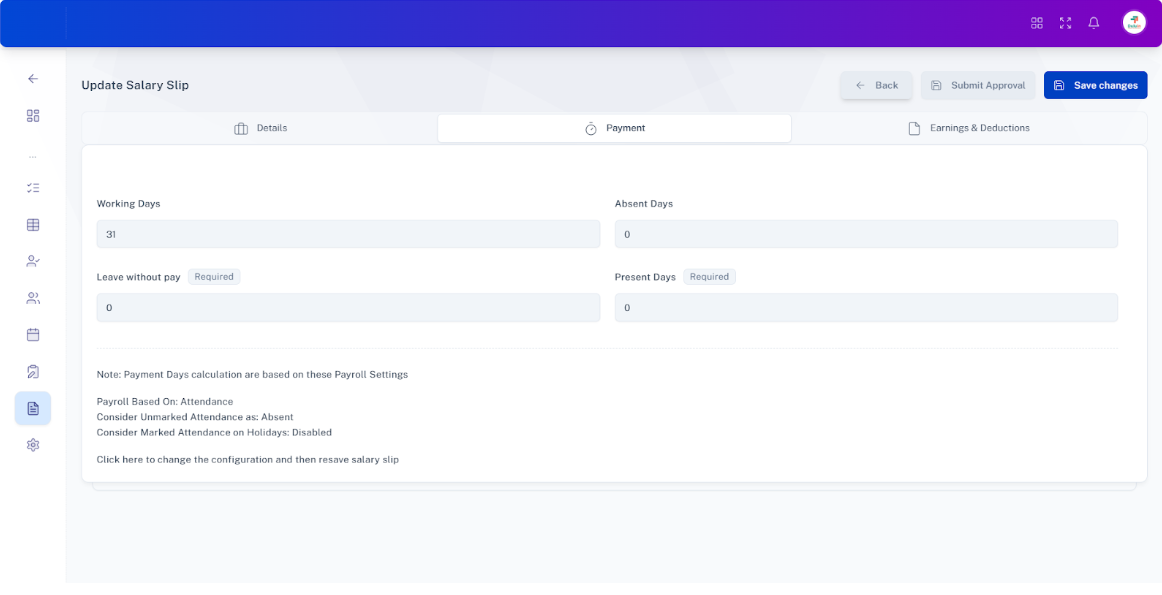 Update Salary Slip
Back
Submit Approval
Save changes
Details
Payment
Earnings & Deductions
Working Days
Absent Days
31
0
Leave without pay Required
Present Days Required
0
0
Note: Payment Days calculation are based on these Payroll Settings
Payroll Based On: Attendance
Consider Unmarked Attendance as: Absent
Consider Marked Attendance on Holidays: Disabled
Click here to change the configuration and then resave salary slip